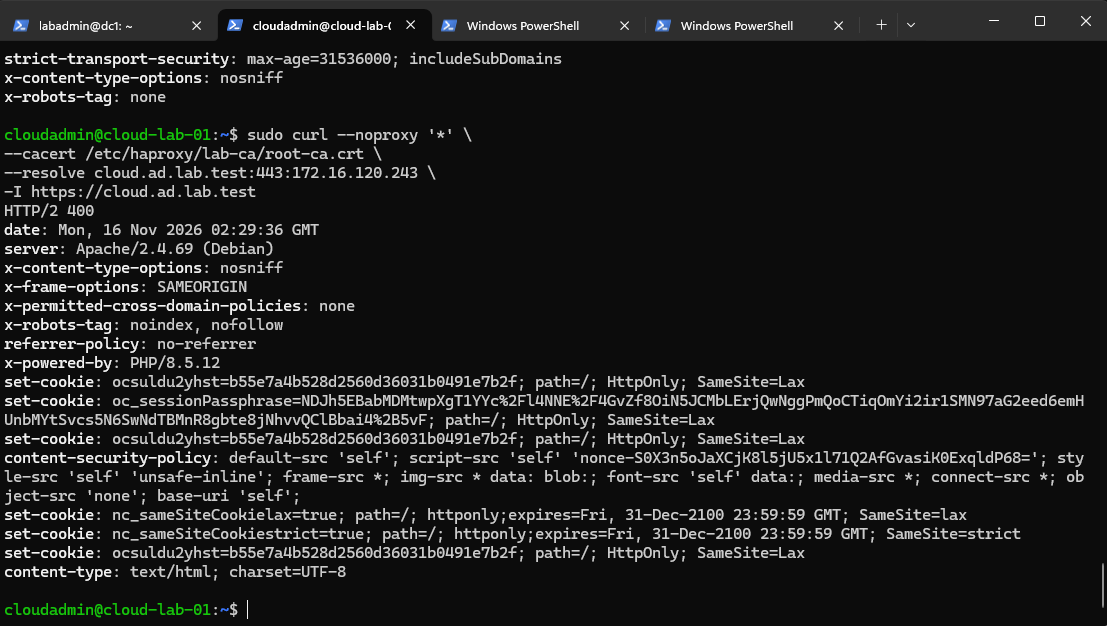 labadmin@dc1: ~
cloudadmin@cloud-lab-(
Windows PowerShell
Windows PowerShell
strict-transport-security: max-age=31536000; includeSubDomains
x-content-type-options: nosniff
x-robots-tag: none
cloudadmin@cloud-lab-01:~$ sudo curl --noproxy '*' \
--cacert /etc/haproxy/lab-ca/root-ca.crt \
--resolve cloud.ad.lab.test:443:172.16.120.243 \
-I https://cloud.ad.lab.test
HTTP/2 400
date: Mon, 16 Nov 2026 02:29:36 GMT
server: Apache/2.4.69 (Debian)
x-content-type-options: nosniff
x-frame-options: SAMEORIGIN
x-permitted-cross-domain-policies: none
x-robots-tag: noindex, nofollow
referrer-policy: no-referrer
x-powered-by: PHP/8.5.12
set-cookie: ocsuldu2yhst=b55e7a4b528d2560d36031b0491e7b2f; path=/; HttpOnly; SameSite=Lax
set-cookie: oc_sessionPassphrase=NDJh5EBabMDMtwpXgT1YYc%2Fl4NNE%2F4GvZf8OiN5JCMbLErjQwNggPmQoCTiqOmYi2ir1SMN97aG2eed6emH
UnbMYtSvcs5N6SwNdTBMnR8gbte8jNhvvQClBbai4%2B5vF; path=/; HttpOnly; SameSite=Lax
set-cookie: ocsuldu2yhst=b55e7a4b528d2560d36031b0491e7b2f; path=/; HttpOnly; SameSite=Lax
content-security-policy: default-src 'self'; script-src 'self' 'nonce-S0X3n5oJaXCjK8l5jU5x1l71Q2AfGvasiK0ExqldP68='; sty
le-src 'self' 'unsafe-inline'; frame-src *; img-src * data: blob:; font-src 'self' data:; media-src *; connect-src *; ob
ject-src 'none'; base-uri 'self';
set-cookie: nc_sameSiteCookielax=true; path=/; httponly;expires=Fri, 31-Dec-2100 23:59:59 GMT; SameSite=lax
set-cookie: nc_sameSiteCookiestrict=true; path=/; httponly;expires=Fri, 31-Dec-2100 23:59:59 GMT; SameSite=strict
set-cookie: ocsuldu2yhst=b55e7a4b528d2560d36031b0491e7b2f; path=/; HttpOnly; SameSite=Lax
content-type: text/html; charset=UTF-8
cloudadmin@cloud-lab-01:~$